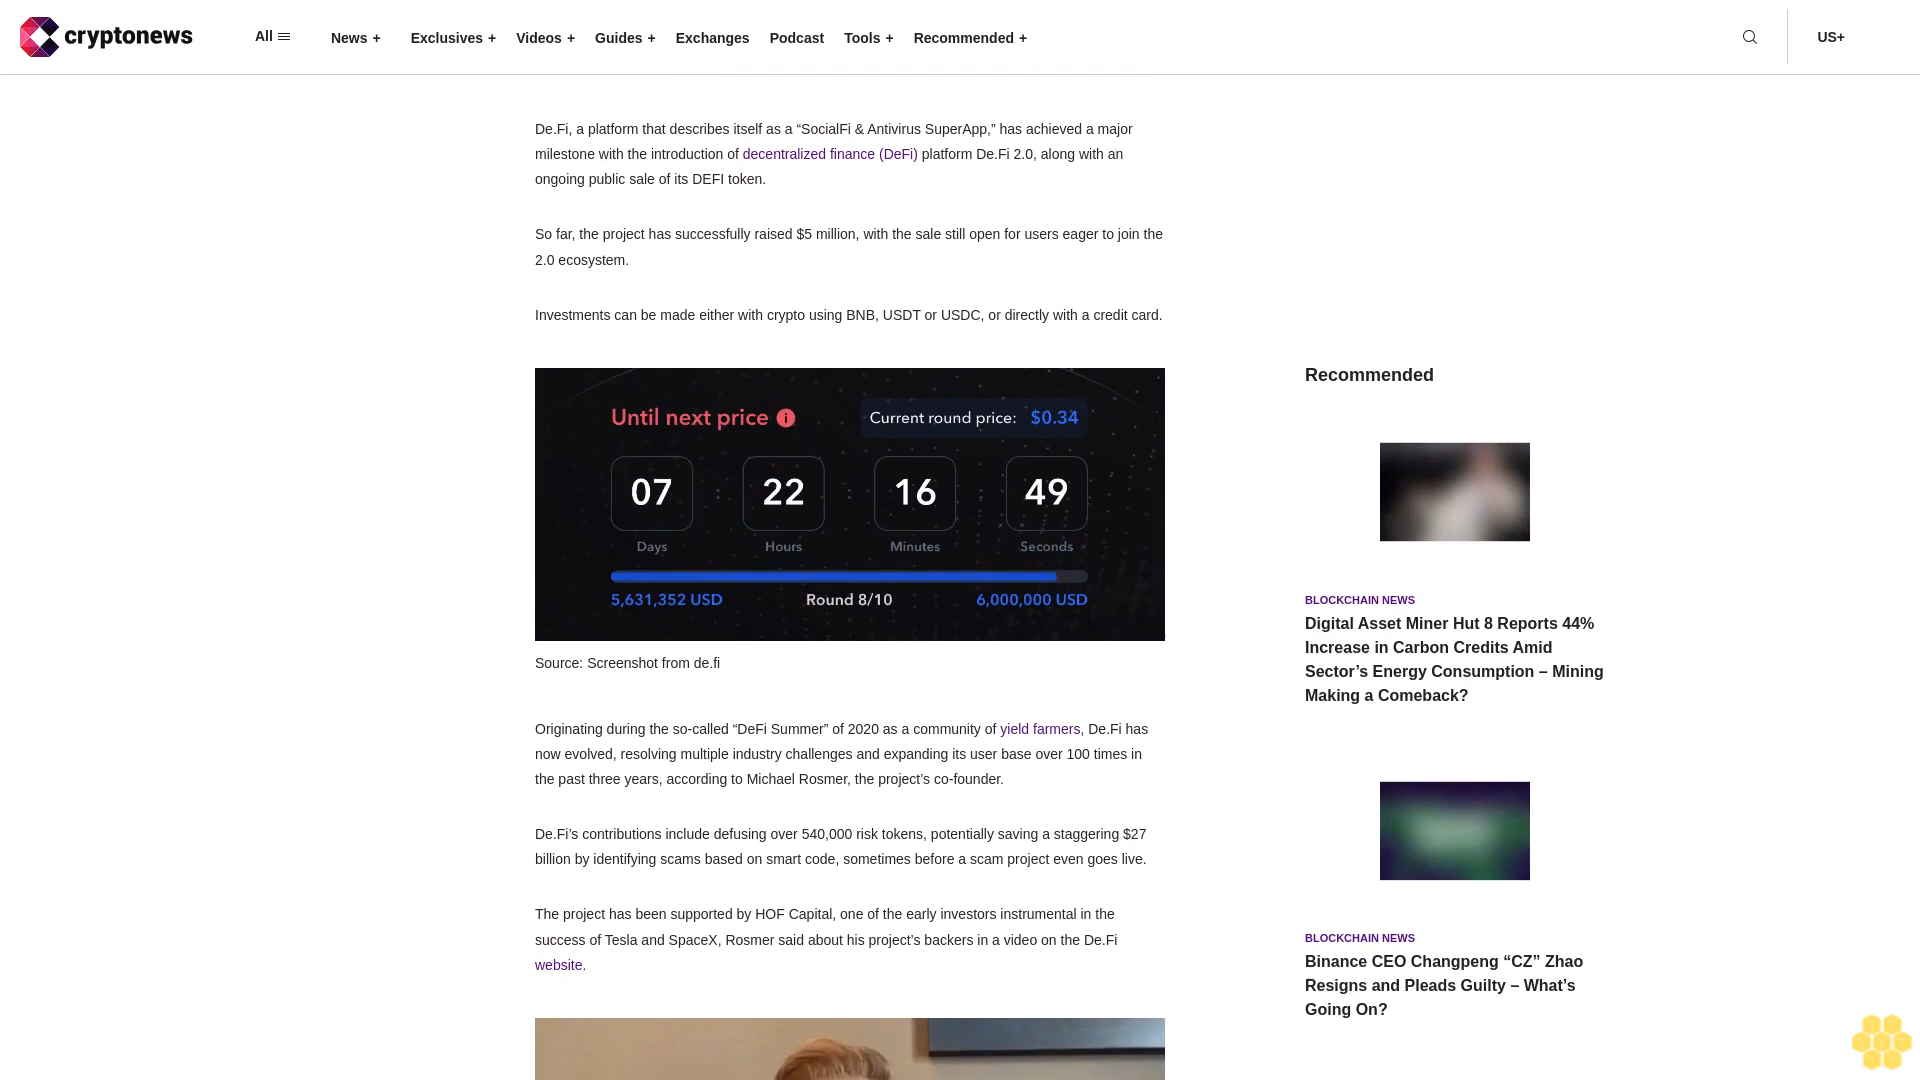 cryptonews
All
News +
Exclusives +
Videos +
Guides +
Exchanges
Podcast
Tools +
Recommended +
US+
De.Fi, a platform that describes itself as a “SocialFi & Antivirus SuperApp,” has achieved a major
milestone with the introduction of decentralized finance (DeFi) platform De.Fi 2.0, along with an
ongoing public sale of its DEFI token.
So far, the project has successfully raised $5 million, with the sale still open for users eager to join the
2.0 ecosystem.
Investments can be made either with crypto using BNB, USDT or USDC, or directly with a credit card.
Until next price i
Current round price: $0.34
07 : 22 : 16 : 49
Days Hours Minutes Seconds
5,631,352 USD Round 8/10 6,000,000 USD
Source: Screenshot from de.fi
Originating during the so-called “DeFi Summer” of 2020 as a community of yield farmers, De.Fi has
now evolved, resolving multiple industry challenges and expanding its user base over 100 times in
the past three years, according to Michael Rosmer, the project’s co-founder.
De.Fi’s contributions include defusing over 540,000 risk tokens, potentially saving a staggering $27
billion by identifying scams based on smart code, sometimes before a scam project even goes live.
The project has been supported by HOF Capital, one of the early investors instrumental in the
success of Tesla and SpaceX, Rosmer said about his project’s backers in a video on the De.Fi
website.
Recommended
BLOCKCHAIN NEWS
Digital Asset Miner Hut 8 Reports 44%
Increase in Carbon Credits Amid
Sector’s Energy Consumption – Mining
Making a Comeback?
BLOCKCHAIN NEWS
Binance CEO Changpeng “CZ” Zhao
Resigns and Pleads Guilty – What’s
Going On?